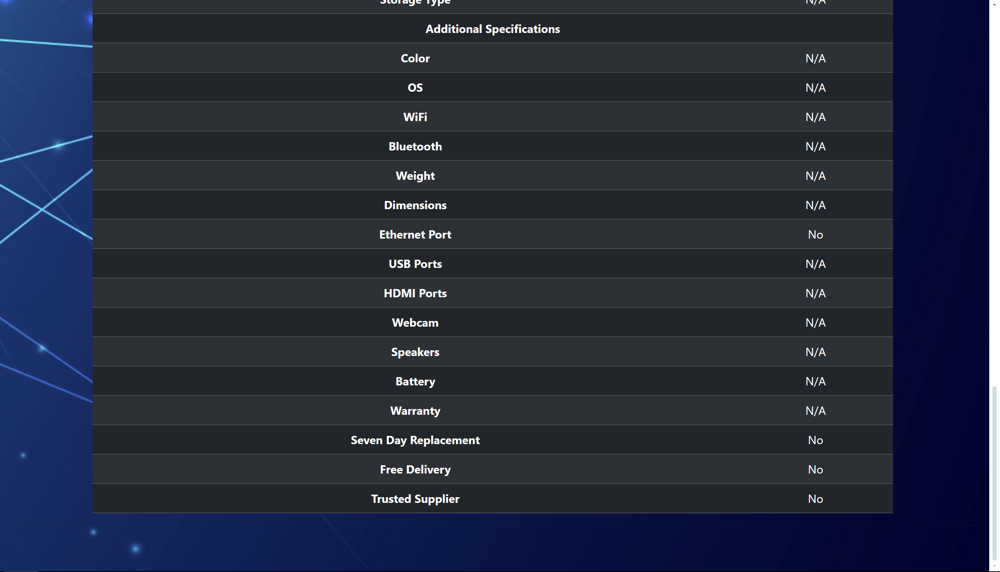 Storage Type N/A
Additional Specifications
Color N/A
OS N/A
WiFi N/A
Bluetooth N/A
Weight N/A
Dimensions N/A
Ethernet Port No
USB Ports N/A
HDMI Ports N/A
Webcam N/A
Speakers N/A
Battery N/A
Warranty N/A
Seven Day Replacement No
Free Delivery No
Trusted Supplier No